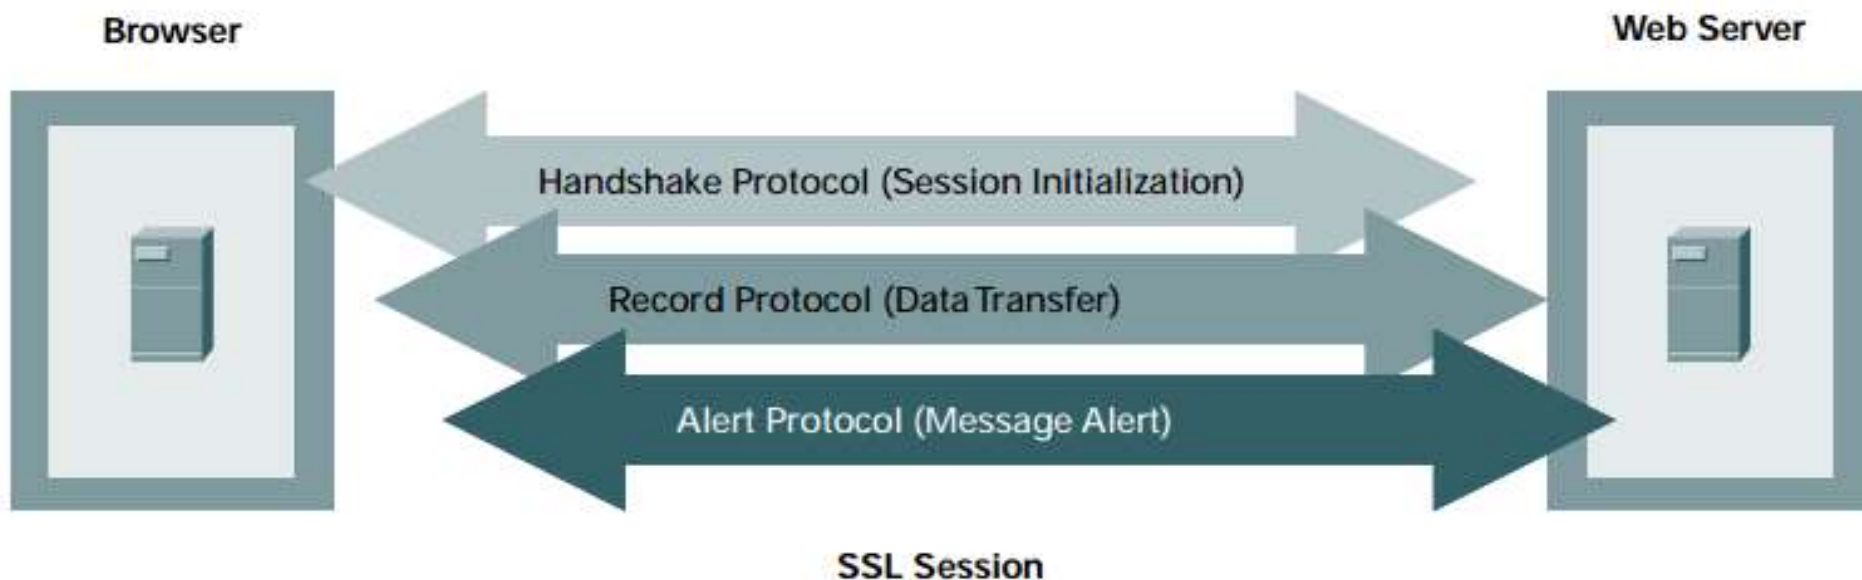 Browser
Web Server
Handshake Protocol (Session Initialization)
Record Protocol (Data Transfer)
Alert Protocol (Message Alert)
SSL Session